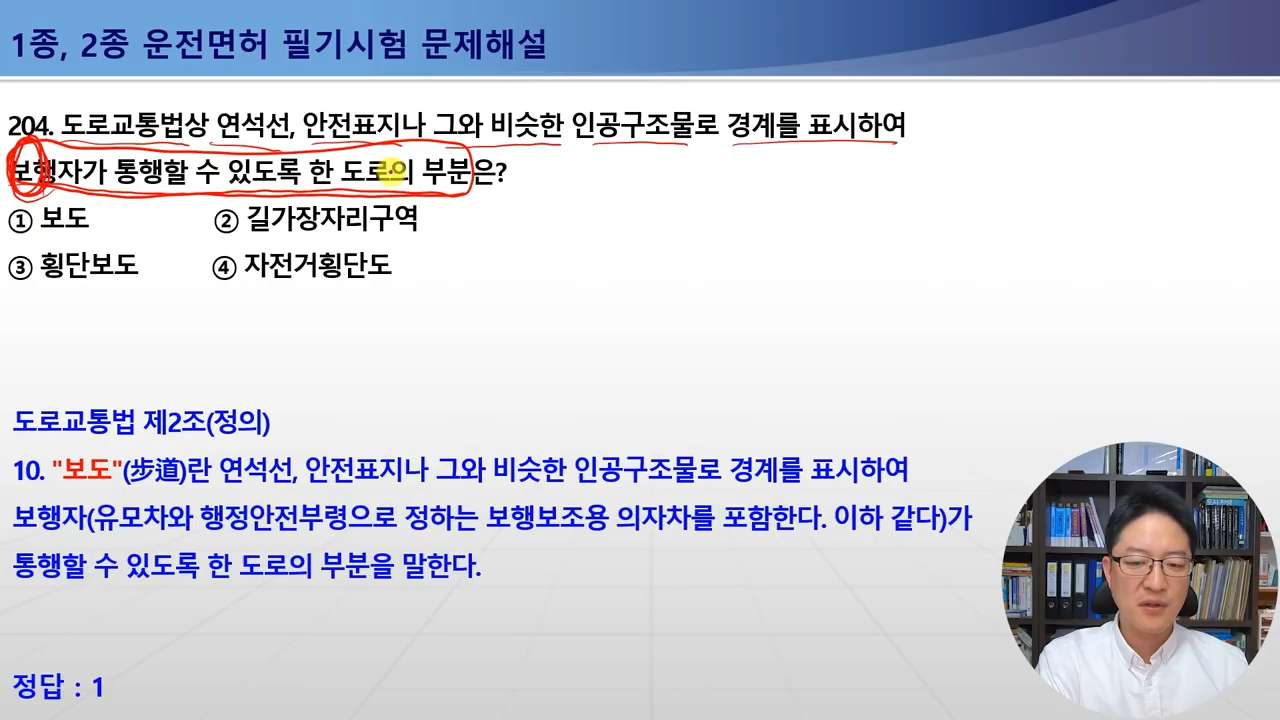 1종, 2종 운전면허 필기시험 문제해설
204. 도로교통법상 연석선, 안전표지나 그와 비슷한 인공구조물로 경계를 표시하여
보행자가 통행할 수 있도록 한 도로의 부분은?
① 보도 ② 길가장자리구역
③ 횡단보도 ④ 자전거횡단도
도로교통법 제2조(정의)
10. "보도"(步道)란 연석선, 안전표지나 그와 비슷한 인공구조물로 경계를 표시하여
보행자(유모차와 행정안전부령으로 정하는 보행보조용 의자차를 포함한다. 이하 같다)가
통행할 수 있도록 한 도로의 부분을 말한다.
정답 : 1